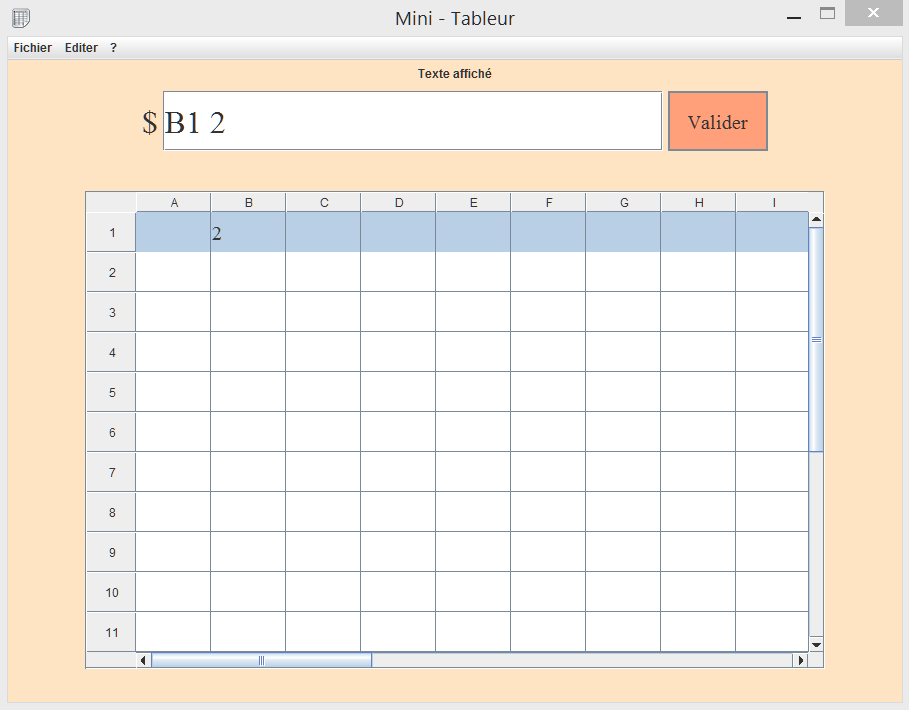 Mini - Tableur
Fichier Editer ?
Texte affiché
$ B1 2 Valider
A B C D E F G H I
1 2
2
3
4
5
6
7
8
9
10
11